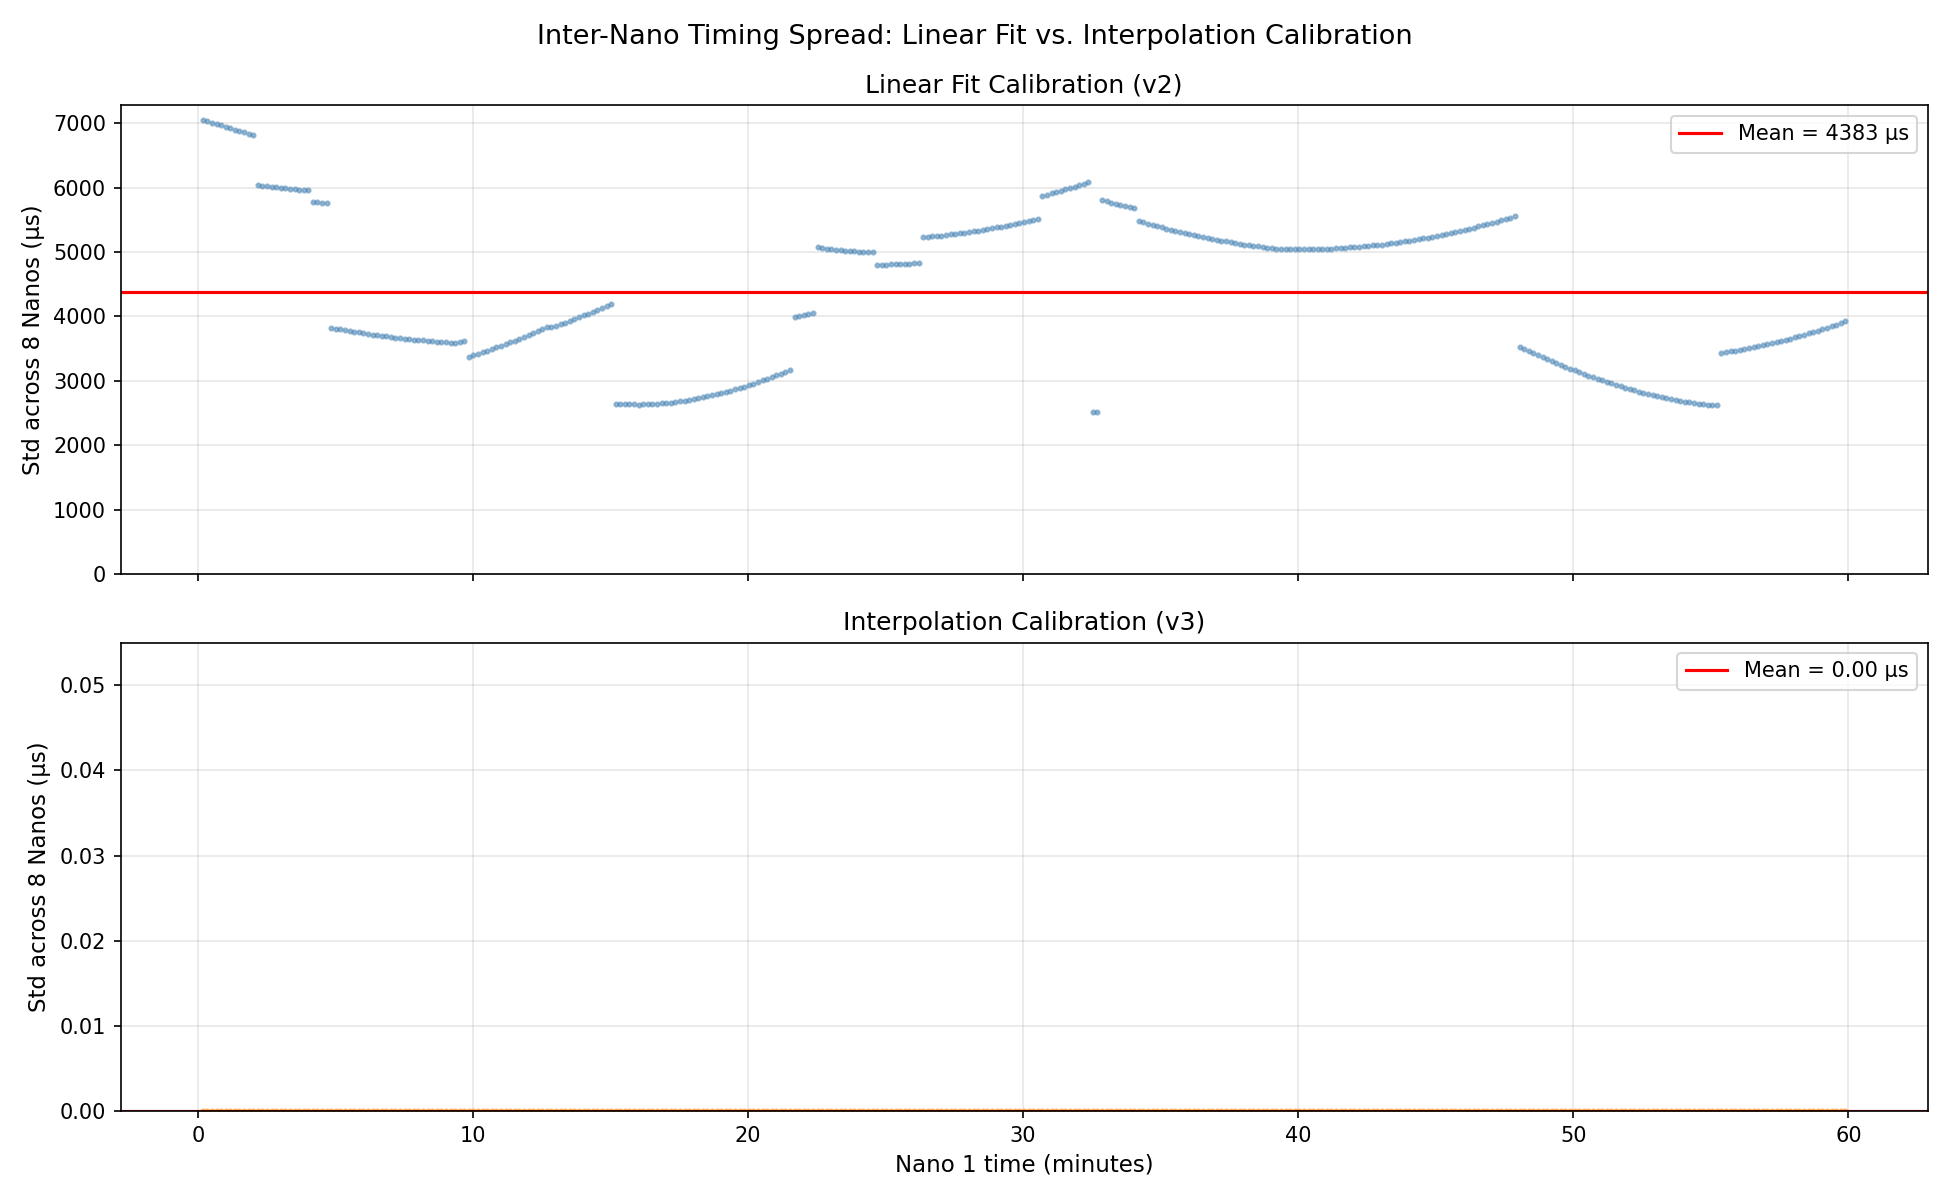 Inter-Nano Timing Spread: Linear Fit vs. Interpolation Calibration
Linear Fit Calibration (v2)
Std across 8 Nanos (µs)
7000
6000
5000
4000
3000
2000
1000
0
Mean = 4383 µs
Interpolation Calibration (v3)
Std across 8 Nanos (µs)
0.05
0.04
0.03
0.02
0.01
0.00
Mean = 0.00 µs
0 10 20 30 40 50 60
Nano 1 time (minutes)